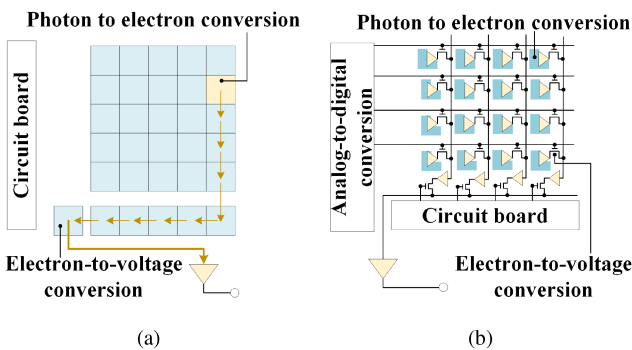 Photon to electron conversion
Circuit board
Electron-to-voltage
conversion
(a)
Photon to electron conversion
Analog-to-digital
conversion
Circuit board
Electron-to-voltage
conversion
(b)